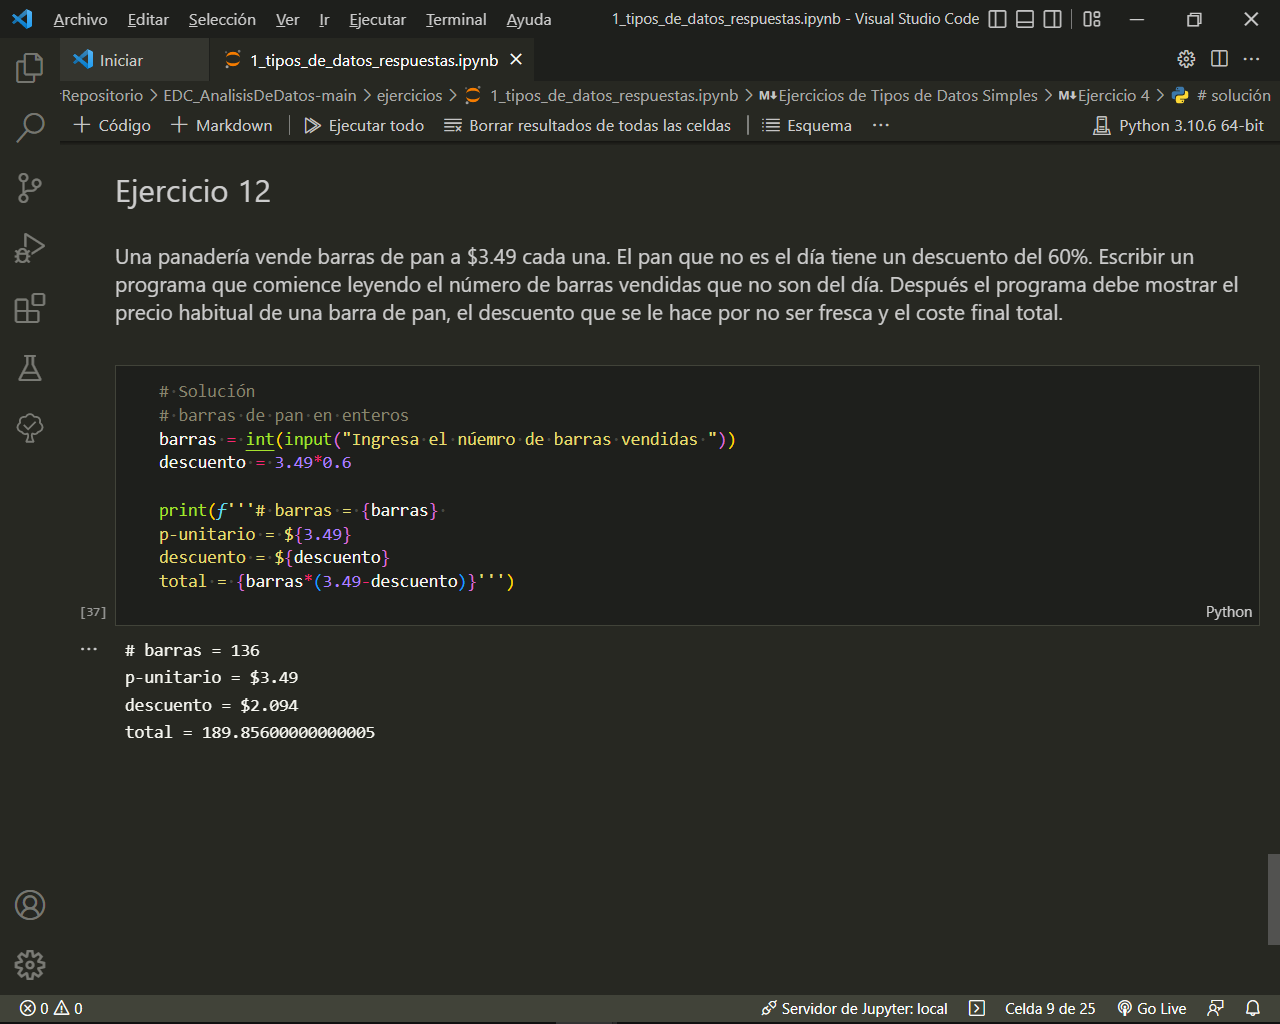 Archivo Editar Selección Ver Ir Ejecutar Terminal Ayuda 1_tipos_de_datos_respuestas.ipynb - Visual Studio Code
Iniciar 1_tipos_de_datos_respuestas.ipynb
Repositorio > EDC_AnalisisDeDatos-main > ejercicios > 1_tipos_de_datos_respuestas.ipynb > M↓Ejercicios de Tipos de Datos Simples > M↓Ejercicio 4 > # solución
+ Código + Markdown Ejecutar todo Borrar resultados de todas las celdas Esquema ··· Python 3.10.6 64-bit
Ejercicio 12
Una panadería vende barras de pan a $3.49 cada una. El pan que no es el día tiene un descuento del 60%. Escribir un
programa que comience leyendo el número de barras vendidas que no son del día. Después el programa debe mostrar el
precio habitual de una barra de pan, el descuento que se le hace por no ser fresca y el coste final total.
# Solución
# barras de pan en enteros
barras = int(input("Ingresa el núemro de barras vendidas "))
descuento = 3.49*0.6
print(f'''# barras = {barras}
p-unitario = ${3.49}
descuento = ${descuento}
total = {barras*(3.49-descuento)}''')
[37] Python
# barras = 136
p-unitario = $3.49
descuento = $2.094
total = 189.85600000000005
0 0 Servidor de Jupyter: local Celda 9 de 25 Go Live